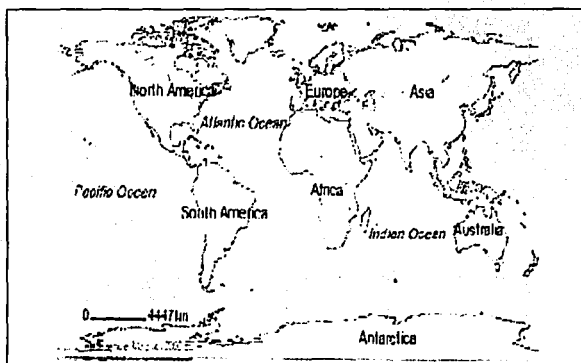 North America
Europe
Asia
Atlantic Ocean
Pacific Ocean
Africa
South America
Indian Ocean
Australia
0
Antarctica